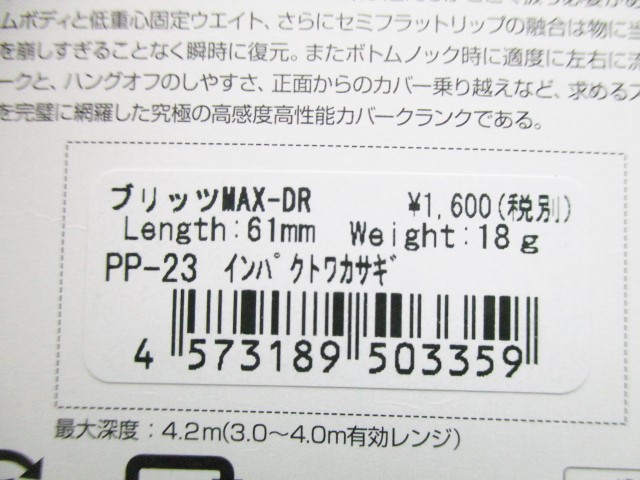 ムボディと低重心固定ウエイト、さらにセミフラットリップの融合は物に当
を崩しすぎることなく瞬時に復元。またボトムノック時に適度に左右に流
ークと、ハングオフのしやすさ、正面からのカバー乗り越えなど、求めるス
を完璧に網羅した究極の高感度高性能カバークランクである。
ブリッツMAX-DR ¥1,600(税別)
Length:61mm Weight:18g
PP-23 インパクトワカサギ
4 573189 503359
最大深度：4.2m(3.0〜4.0m有効レンジ)